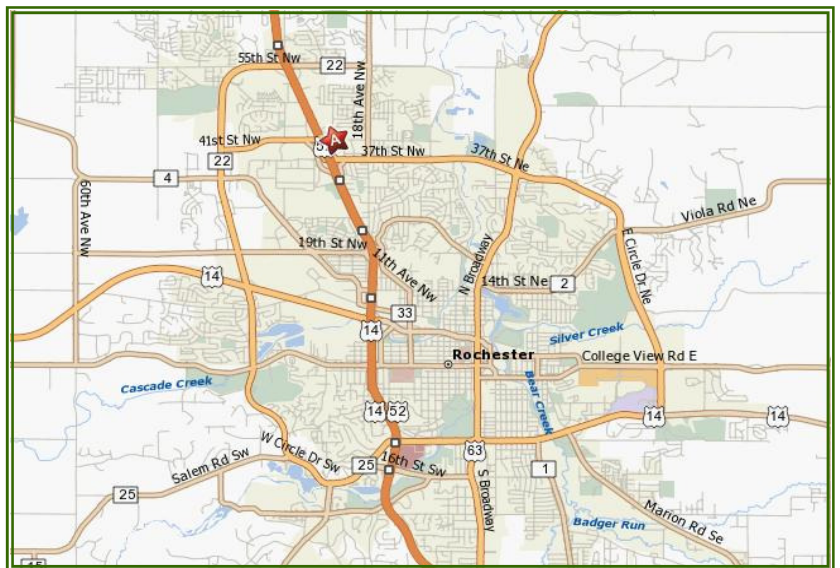 55th St Nw
22
18th Ave Nw
41st St Nw
A
37th St Nw
37th St Ne
22
4
60th Ave Nw
Viola Rd Ne
E Circle Dr Ne
19th St Nw
11th Ave Nw
N Broadway
14
14th St Ne
2
33
14
Silver Creek
Rochester
College View Rd E
Cascade Creek
Bear Creek
14
52
14
14
W Circle Dr Sw
63
Salem Rd Sw
25
16th St Sw
1
25
S Broadway
Marion Rd Se
Badger Run